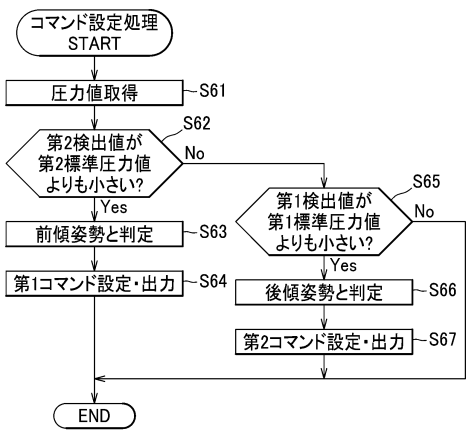 コマンド設定処理
START
圧力値取得
S61
S62
第2検出値が
第2標準圧力値
よりも小さい?
No
Yes
前傾姿勢と判定
S63
第1コマンド設定・出力
S64
S65
第1検出値が
第1標準圧力値
よりも小さい?
No
Yes
後傾姿勢と判定
S66
第2コマンド設定・出力
S67
END